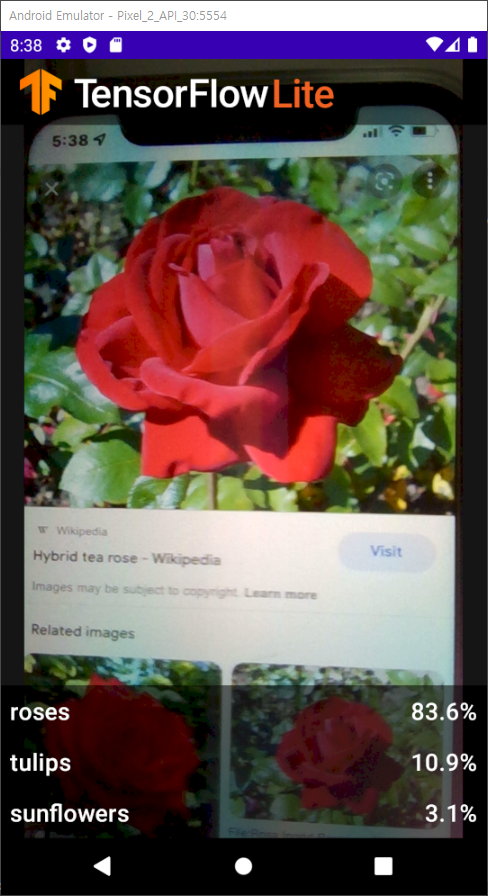 Android Emulator - Pixel_2_API_30:5554
8:38
TensorFlow Lite
5:38
W Wikipedia
Hybrid tea rose - Wikipedia
Visit
Images may be subject to copyright. Learn more
Related images
roses 83.6%
tulips 10.9%
sunflowers 3.1%